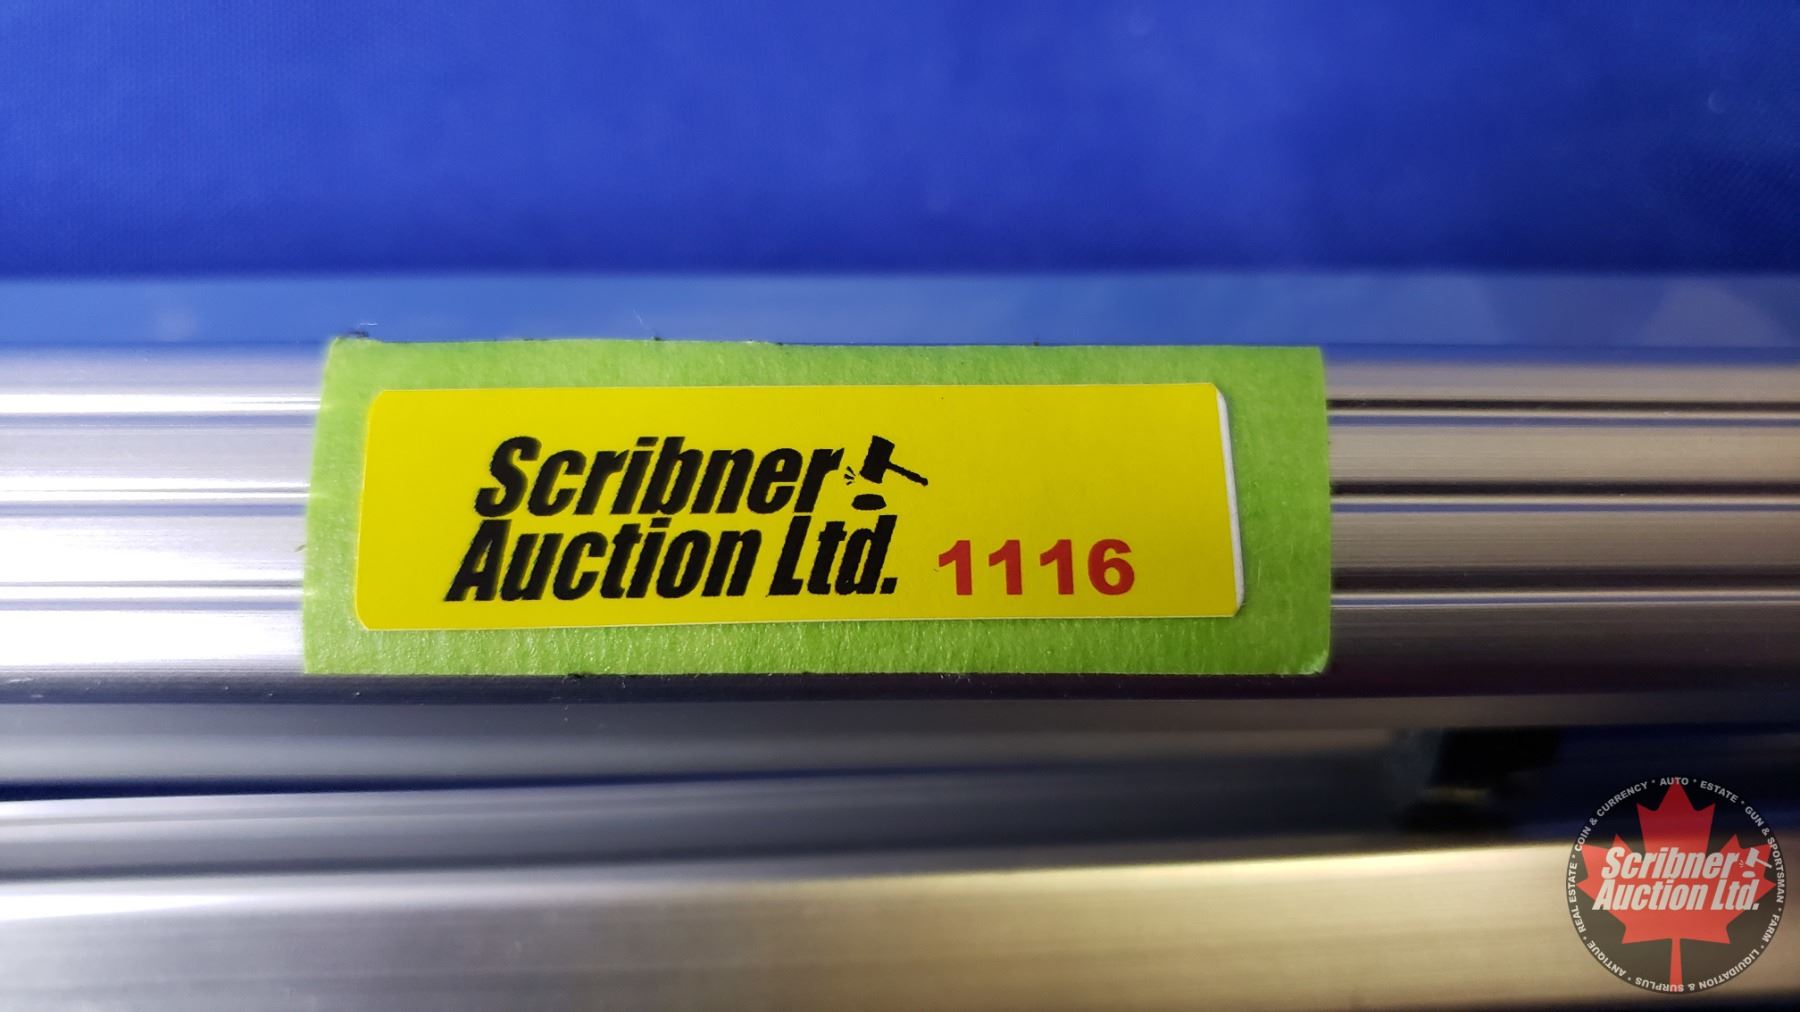 Scribner
Auction Ltd. 1116
COIN & CURRENCY * AUTO * ESTATE * GUN & SPORTSMAN * FARM * LIQUIDATION & SURPLUS * ANTIQUE * REAL ESTATE *
Scribner
Auction Ltd.